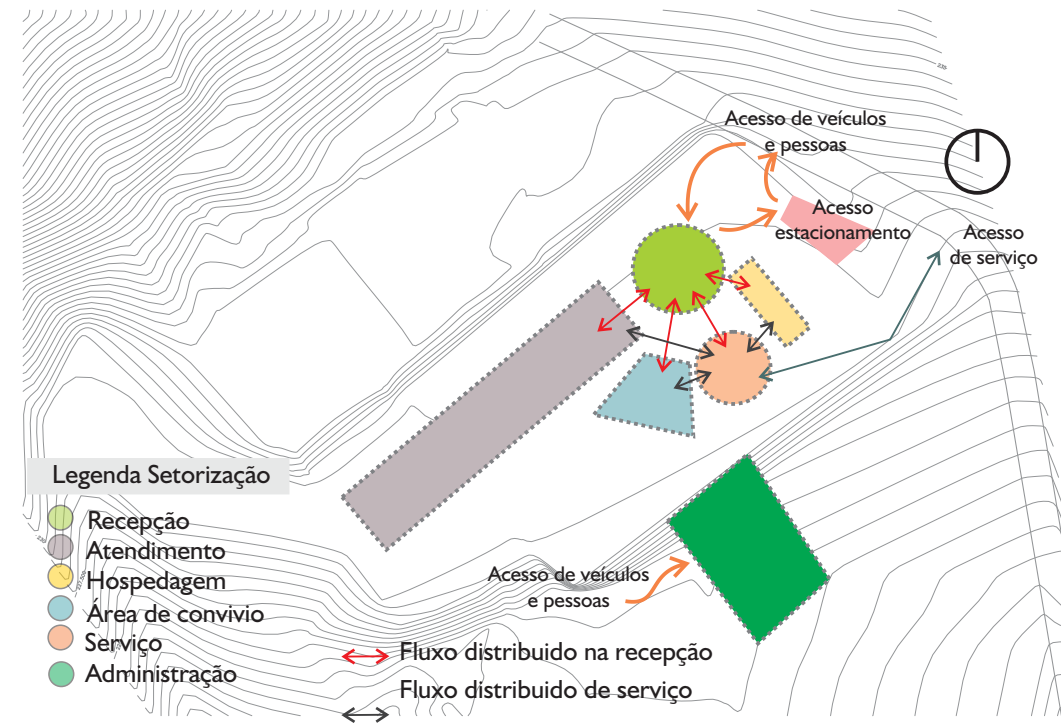 Acesso de veículos
e pessoas
Acesso
estacionamento
Acesso
de serviço
Legenda Setorização
Recepção
Atendimento
Hospedagem
Área de convivio
Serviço
Administração
Acesso de veículos
e pessoas
Fluxo distribuido na recepção
Fluxo distribuido de serviço